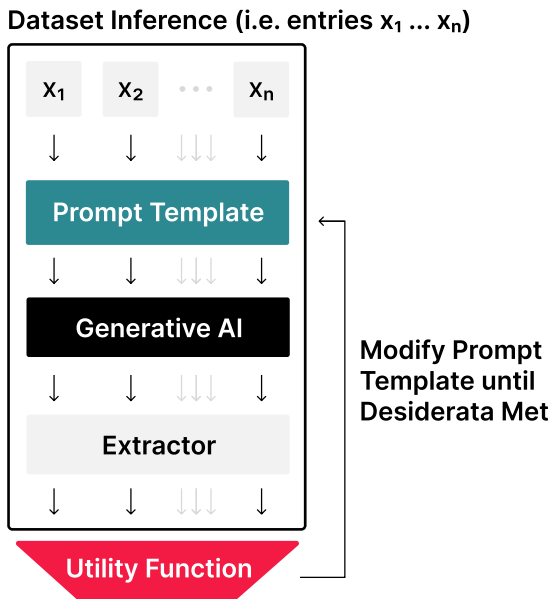 Dataset Inference (i.e. entries x₁ ... xₙ)
x₁ x₂ ... xₙ
Prompt Template
Generative AI
Modify Prompt
Template until
Desiderata Met
Extractor
Utility Function